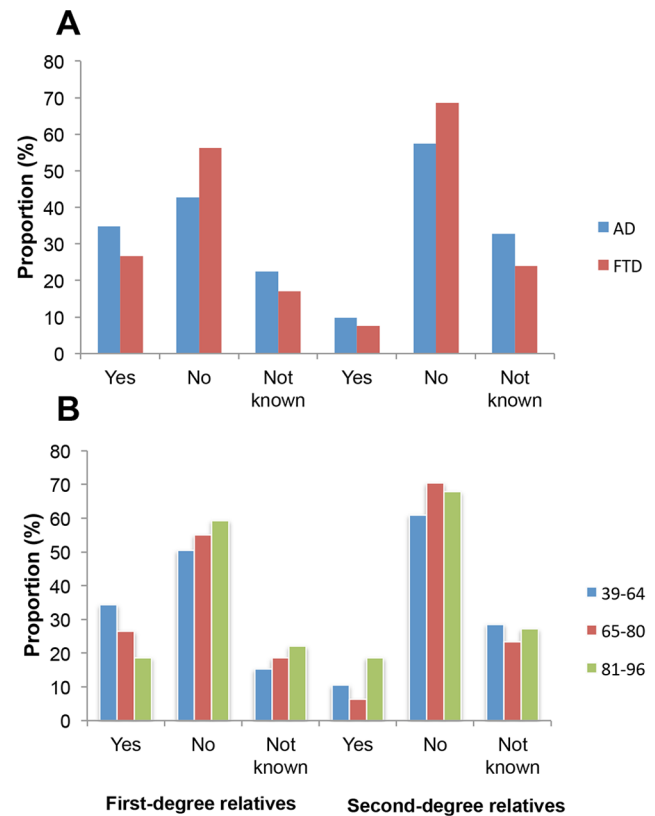 A
80
70
60
50
40
30
20
10
0
Proportion (%)
Yes No Not known Yes No Not known
AD
FTD
B
80
70
60
50
40
30
20
10
0
Proportion (%)
Yes No Not known Yes No Not known
39-64
65-80
81-96
First-degree relatives Second-degree relatives